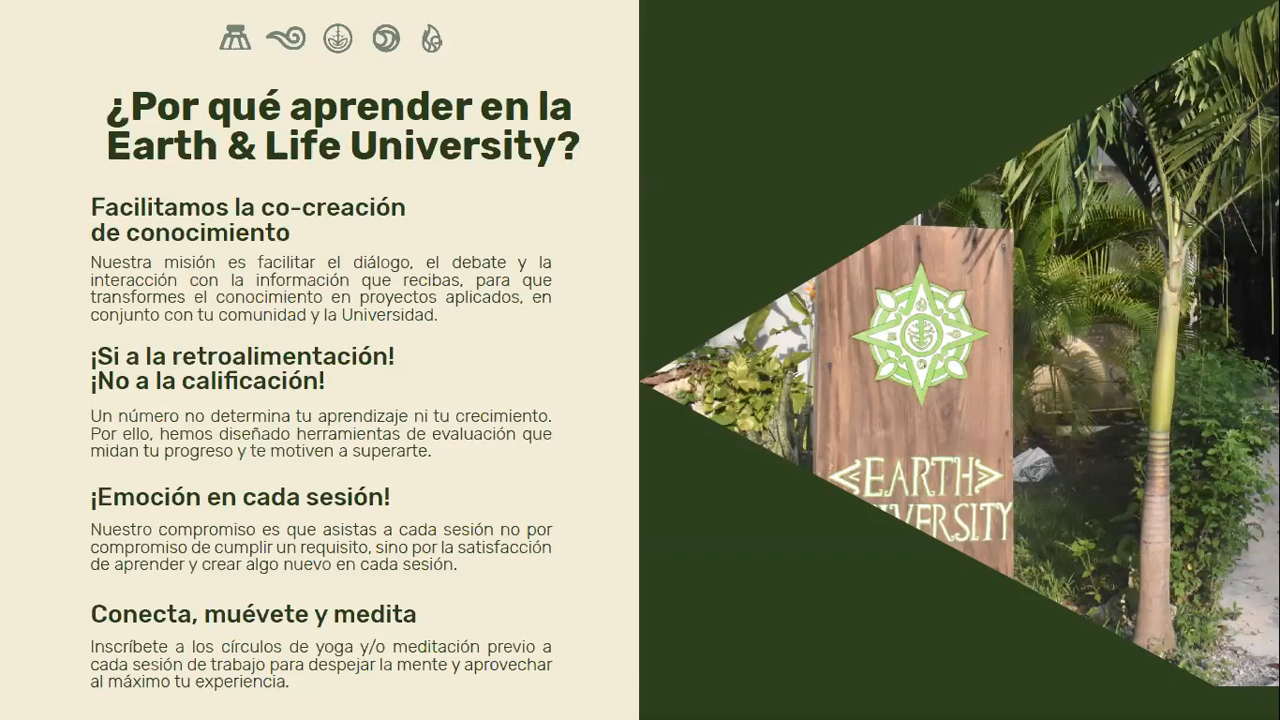 ¿Por qué aprender en la
Earth & Life University?
Facilitamos la co-creación
de conocimiento
Nuestra misión es facilitar el diálogo, el debate y la
interacción con la información que recibas, para que
transformes el conocimiento en proyectos aplicados, en
conjunto con tu comunidad y la Universidad.
¡Si a la retroalimentación!
¡No a la calificación!
Un número no determina tu aprendizaje ni tu crecimiento.
Por ello, hemos diseñado herramientas de evaluación que
midan tu progreso y te motiven a superarte.
¡Emoción en cada sesión!
Nuestro compromiso es que asistas a cada sesión no por
compromiso de cumplir un requisito, sino por la satisfacción
de aprender y crear algo nuevo en cada sesión.
Conecta, muévete y medita
Inscríbete a los círculos de yoga y/o meditación previo a
cada sesión de trabajo para despejar la mente y aprovechar
al máximo tu experiencia.
<EARTH>
IVERSITY